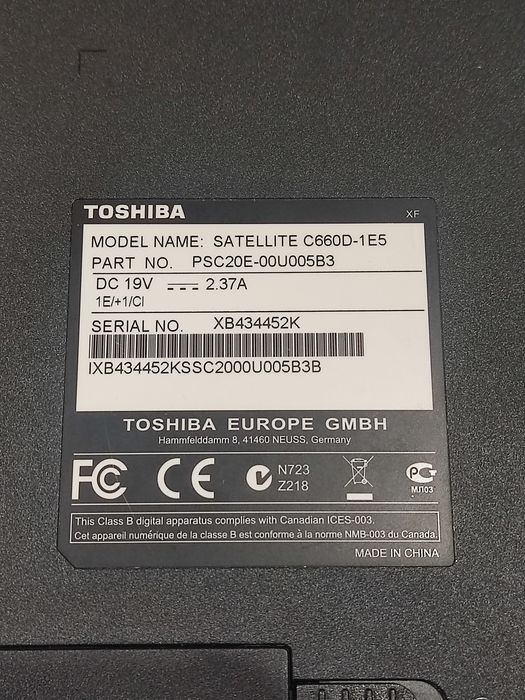 TOSHIBA
XF
MODEL NAME: SATELLITE C660D-1E5
PART NO. PSC20E-00U005B3
DC 19V 2.37A
1E/+1/CI
SERIAL NO. XB434452K
IXB434452KSSC2000U005B3B
TOSHIBA EUROPE GMBH
Hammfelddamm 8, 41460 NEUSS, Germany
FC CE N723
Z218
РС
МЛ03
This Class B digital apparatus complies with Canadian ICES-003.
Cet appareil numérique de la classe B est conforme à la norme NMB-003 du Canada.
MADE IN CHINA